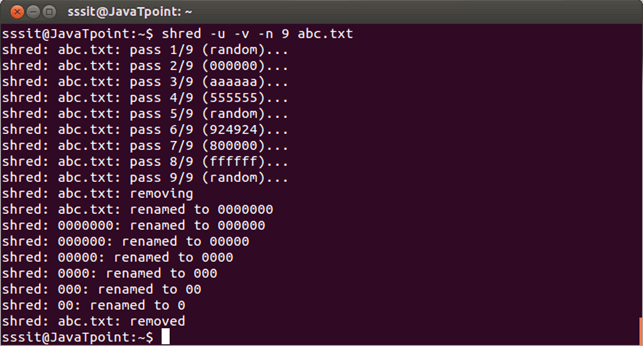 sssit@JavaTpoint: ~
sssit@JavaTpoint:~$ shred -u -v -n 9 abc.txt
shred: abc.txt: pass 1/9 (random)...
shred: abc.txt: pass 2/9 (000000)...
shred: abc.txt: pass 3/9 (aaaaaa)...
shred: abc.txt: pass 4/9 (555555)...
shred: abc.txt: pass 5/9 (random)...
shred: abc.txt: pass 6/9 (924924)...
shred: abc.txt: pass 7/9 (800000)...
shred: abc.txt: pass 8/9 (ffffff)...
shred: abc.txt: pass 9/9 (random)...
shred: abc.txt: removing
shred: abc.txt: renamed to 0000000
shred: 0000000: renamed to 000000
shred: 000000: renamed to 00000
shred: 00000: renamed to 0000
shred: 0000: renamed to 000
shred: 000: renamed to 00
shred: 00: renamed to 0
shred: abc.txt: removed
sssit@JavaTpoint:~$